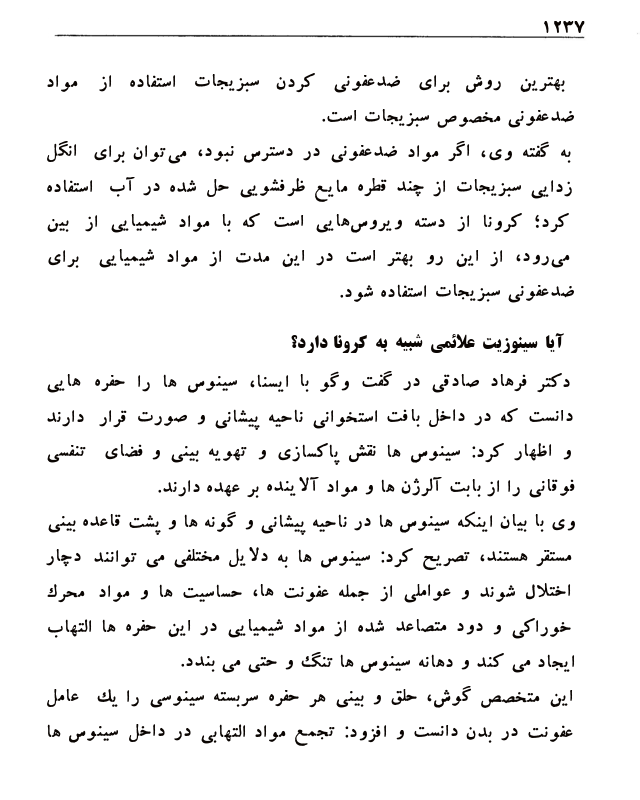 ۱۲۳۷
بهترین روش برای ضدعفونی کردن سبزیجات استفاده از مواد
ضدعفونی مخصوص سبزیجات است.
به گفته وی، اگر مواد ضدعفونی در دسترس نبود، می‌توان برای انگل
زدایی سبزیجات از چند قطره مایع ظرفشویی حل شده در آب استفاده
کرد؛ کرونا از دسته ویروس‌هایی است که با مواد شیمیایی از بین
می‌رود، از این رو بهتر است در این مدت از مواد شیمیایی برای
ضدعفونی سبزیجات استفاده شود.
آیا سینوزیت علائمی شبیه به کرونا دارد؟
دکتر فرهاد صادقی در گفت وگو با ایسنا، سینوس ها را حفره هایی
دانست که در داخل بافت استخوانی ناحیه پیشانی و صورت قرار دارند
و اظهار کرد: سینوس ها نقش پاکسازی و تهویه بینی و فضای تنفسی
فوقانی را از بابت آلرژن ها و مواد آلاینده بر عهده دارند.
وی با بیان اینکه سینوس ها در ناحیه پیشانی و گونه ها و پشت قاعده بینی
مستقر هستند، تصریح کرد: سینوس ها به دلایل مختلفی می توانند دچار
اختلال شوند و عواملی از جمله عفونت ها، حساسیت ها و مواد محرک
خوراکی و دود متصاعد شده از مواد شیمیایی در این حفره ها التهاب
ایجاد می کند و دهانه سینوس ها تنگ و حتی می بندد.
این متخصص گوش، حلق و بینی هر حفره سربسته سینوسی را یک عامل
عفونت در بدن دانست و افزود: تجمع مواد التهابی در داخل سینوس ها